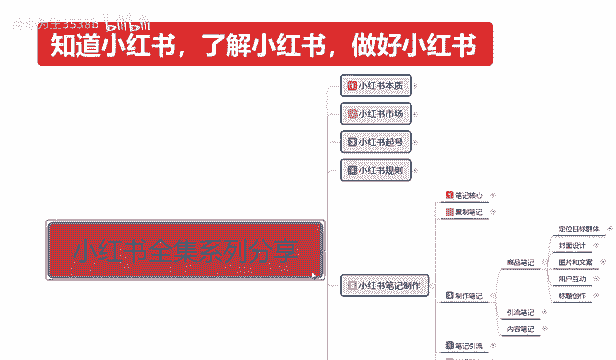 知道小红书，了解小红书，做好小红书
小红书本质
小红书市场
小红书起号
小红书规则
笔记核心
复制笔记
定位目标群体
封面设计
小红书全集系列分享
商品笔记
图片和文案
小红书笔记制作
制作笔记
用户互动
标题创作
引流笔记
内容笔记
笔记引流